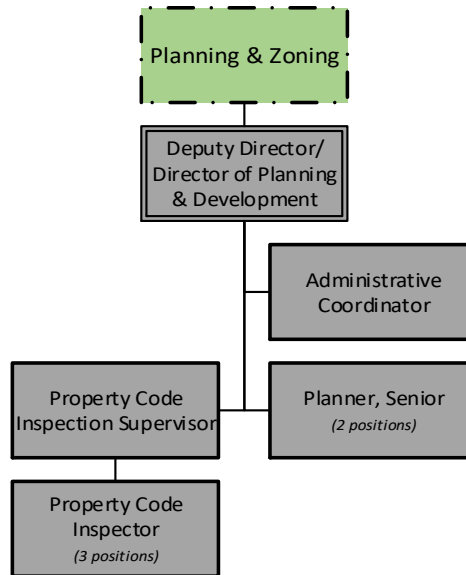 Planning & Zoning
Deputy Director/
Director of Planning
& Development
Administrative
Coordinator
Property Code
Inspection Supervisor
Planner, Senior
(2 positions)
Property Code
Inspector
(3 positions)